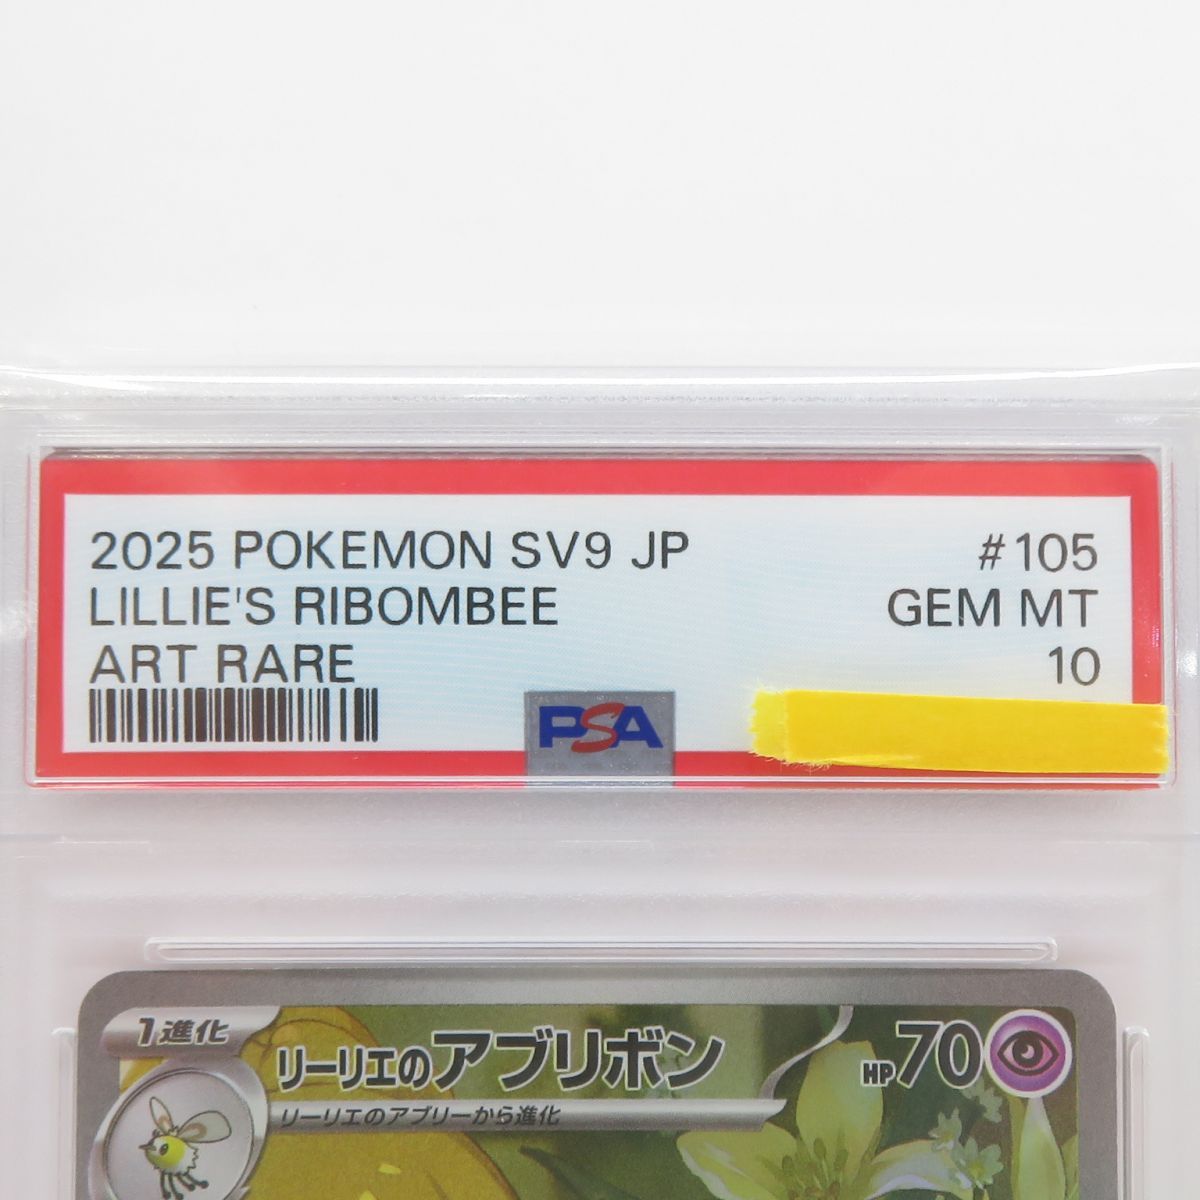 2025 POKEMON SV9 JP #105
LILLIE'S RIBOMBEE GEM MT
ART RARE 10
PSA
1進化
リーリエのアブリボン HP70
リーリエのアブリーから進化